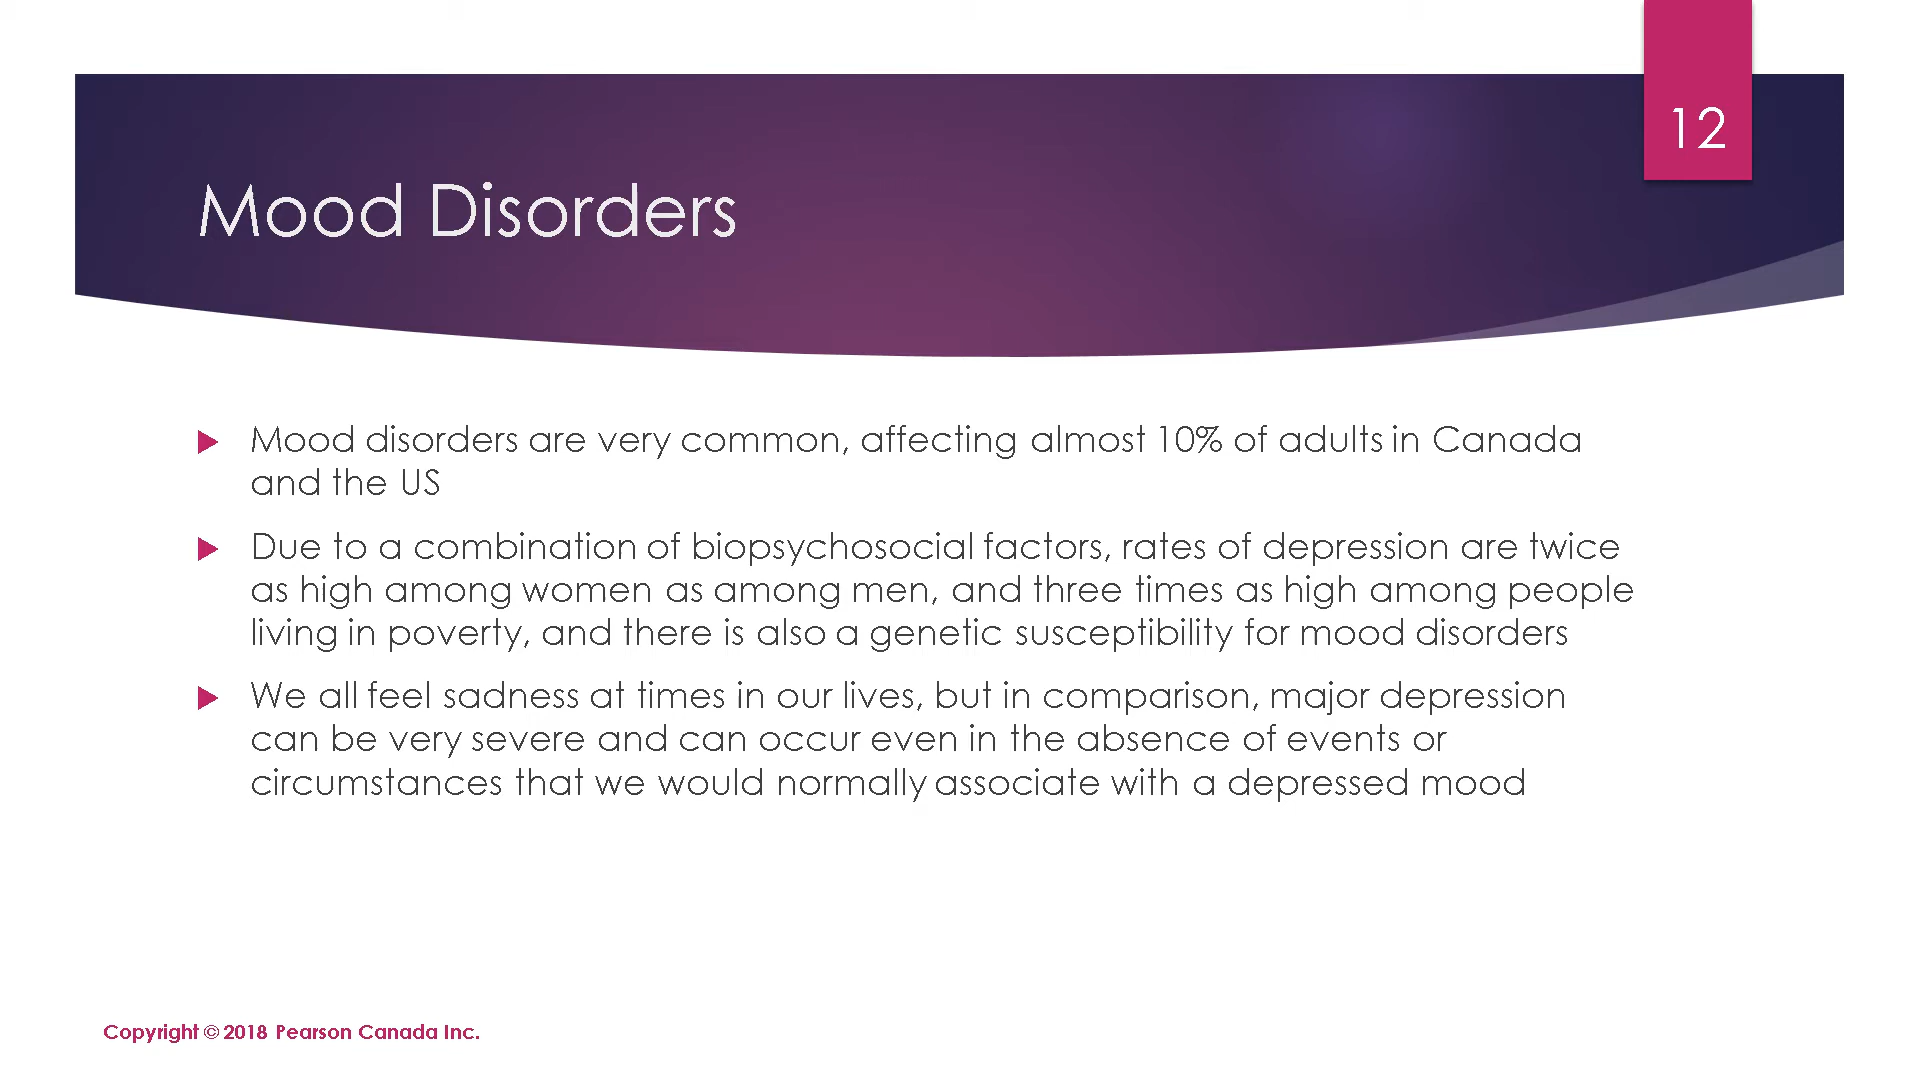 12
Mood Disorders
Mood disorders are very common, affecting almost 10% of adults in Canada
and the US
Due to a combination of biopsychosocial factors, rates of depression are twice
as high among women as among men, and three times as high among people
living in poverty, and there is also a genetic susceptibility for mood disorders
We all feel sadness at times in our lives, but in comparison, major depression
can be very severe and can occur even in the absence of events or
circumstances that we would normally associate with a depressed mood
Copyright © 2018 Pearson Canada Inc.